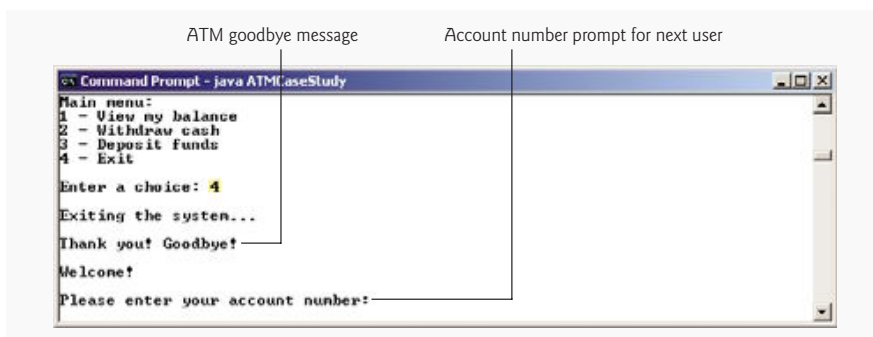 ATM goodbye message
Account number prompt for next user
Command Prompt - java ATMCaseStudy
Main menu:
1 - View my balance
2 - Withdraw cash
3 - Deposit funds
4 - Exit
Enter a choice: 4
Exiting the system...
Thank you! Goodbye!
Welcome!
Please enter your account number: